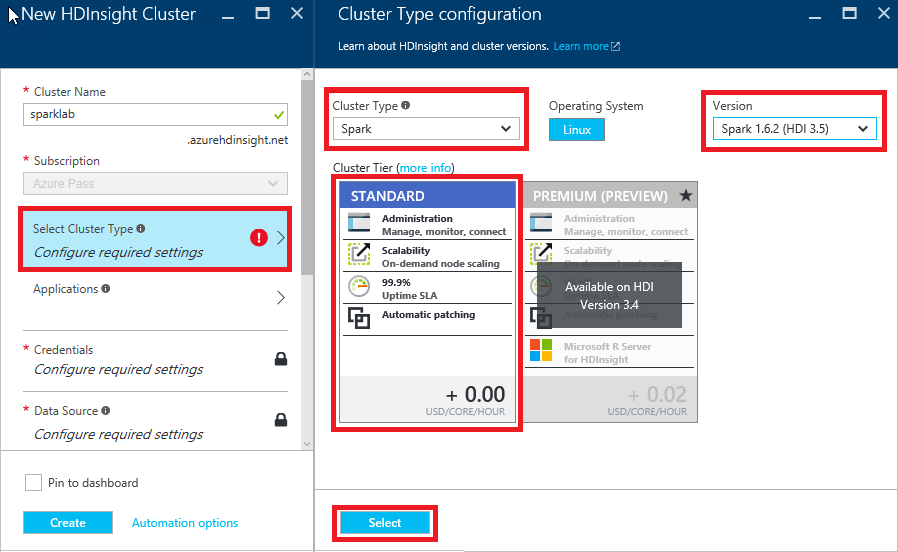 New HDInsight Cluster
* Cluster Name
sparklab
.azurehdinsight.net
* Subscription
Azure Pass
Select Cluster Type
Configure required settings
Applications
* Credentials
Configure required settings
* Data Source
Configure required settings
Pin to dashboard
Create
Automation options
Cluster Type configuration
Learn about HDInsight and cluster versions. Learn more
Cluster Type
Spark
Operating System
Linux
Version
Spark 1.6.2 (HDI 3.5)
Cluster Tier (more info)
STANDARD
Administration
Manage, monitor, connect
Scalability
On-demand node scaling
99.9%
Uptime SLA
Automatic patching
+ 0.00
USD/CORE/HOUR
PREMIUM (PREVIEW)
Administration
Manage, monitor, connect
Scalability
On-demand node scaling
Available on HDI
Version 3.4
Uptime SLA
Automatic patching
Microsoft R Server
for HDInsight
+ 0.02
USD/CORE/HOUR
Select